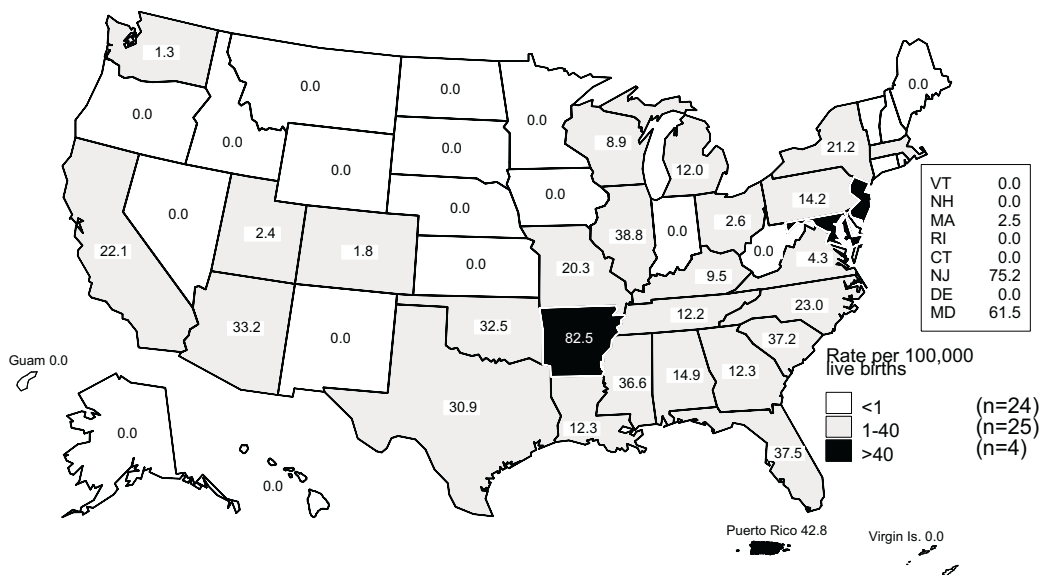 1.3
0.0
0.0
0.0
0.0
0.0
0.0
0.0
8.9
21.2
0.0
12.0
0.0
0.0
0.0
14.2
VT 0.0
NH 0.0
MA 2.5
RI 0.0
CT 0.0
NJ 75.2
DE 0.0
MD 61.5
22.1
2.4
1.8
0.0
38.8
0.0
2.6
0.0
4.3
20.3
9.5
33.2
0.0
32.5
82.5
12.2
23.0
37.2
36.6
14.9
12.3
30.9
12.3
37.5
Guam 0.0
0.0
0.0
Rate per 100,000
live births
<1 (n=24)
1-40 (n=25)
>40 (n=4)
Puerto Rico 42.8
Virgin Is. 0.0